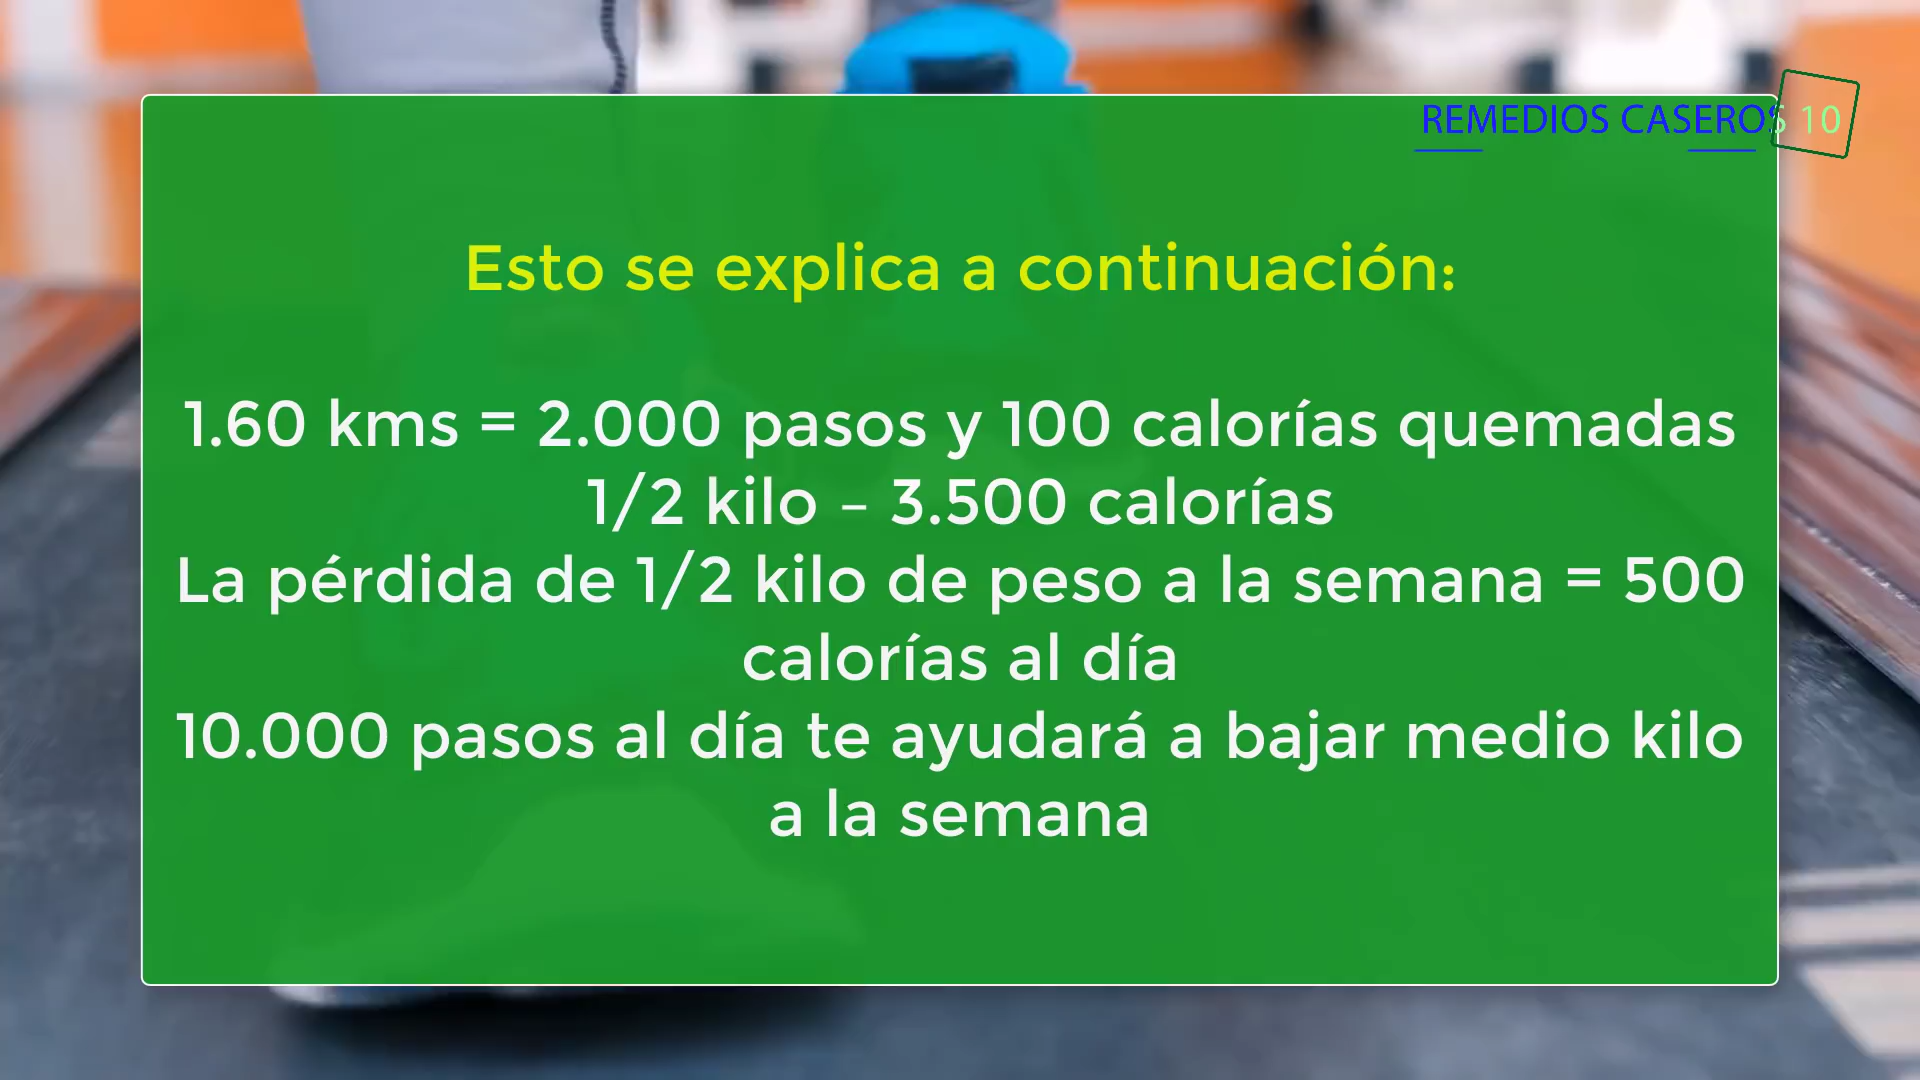 REMEDIOS CASEROS 10
Esto se explica a continuación:
1.60 kms = 2.000 pasos y 100 calorías quemadas
1/2 kilo – 3.500 calorías
La pérdida de 1/2 kilo de peso a la semana = 500
calorías al día
10.000 pasos al día te ayudará a bajar medio kilo
a la semana